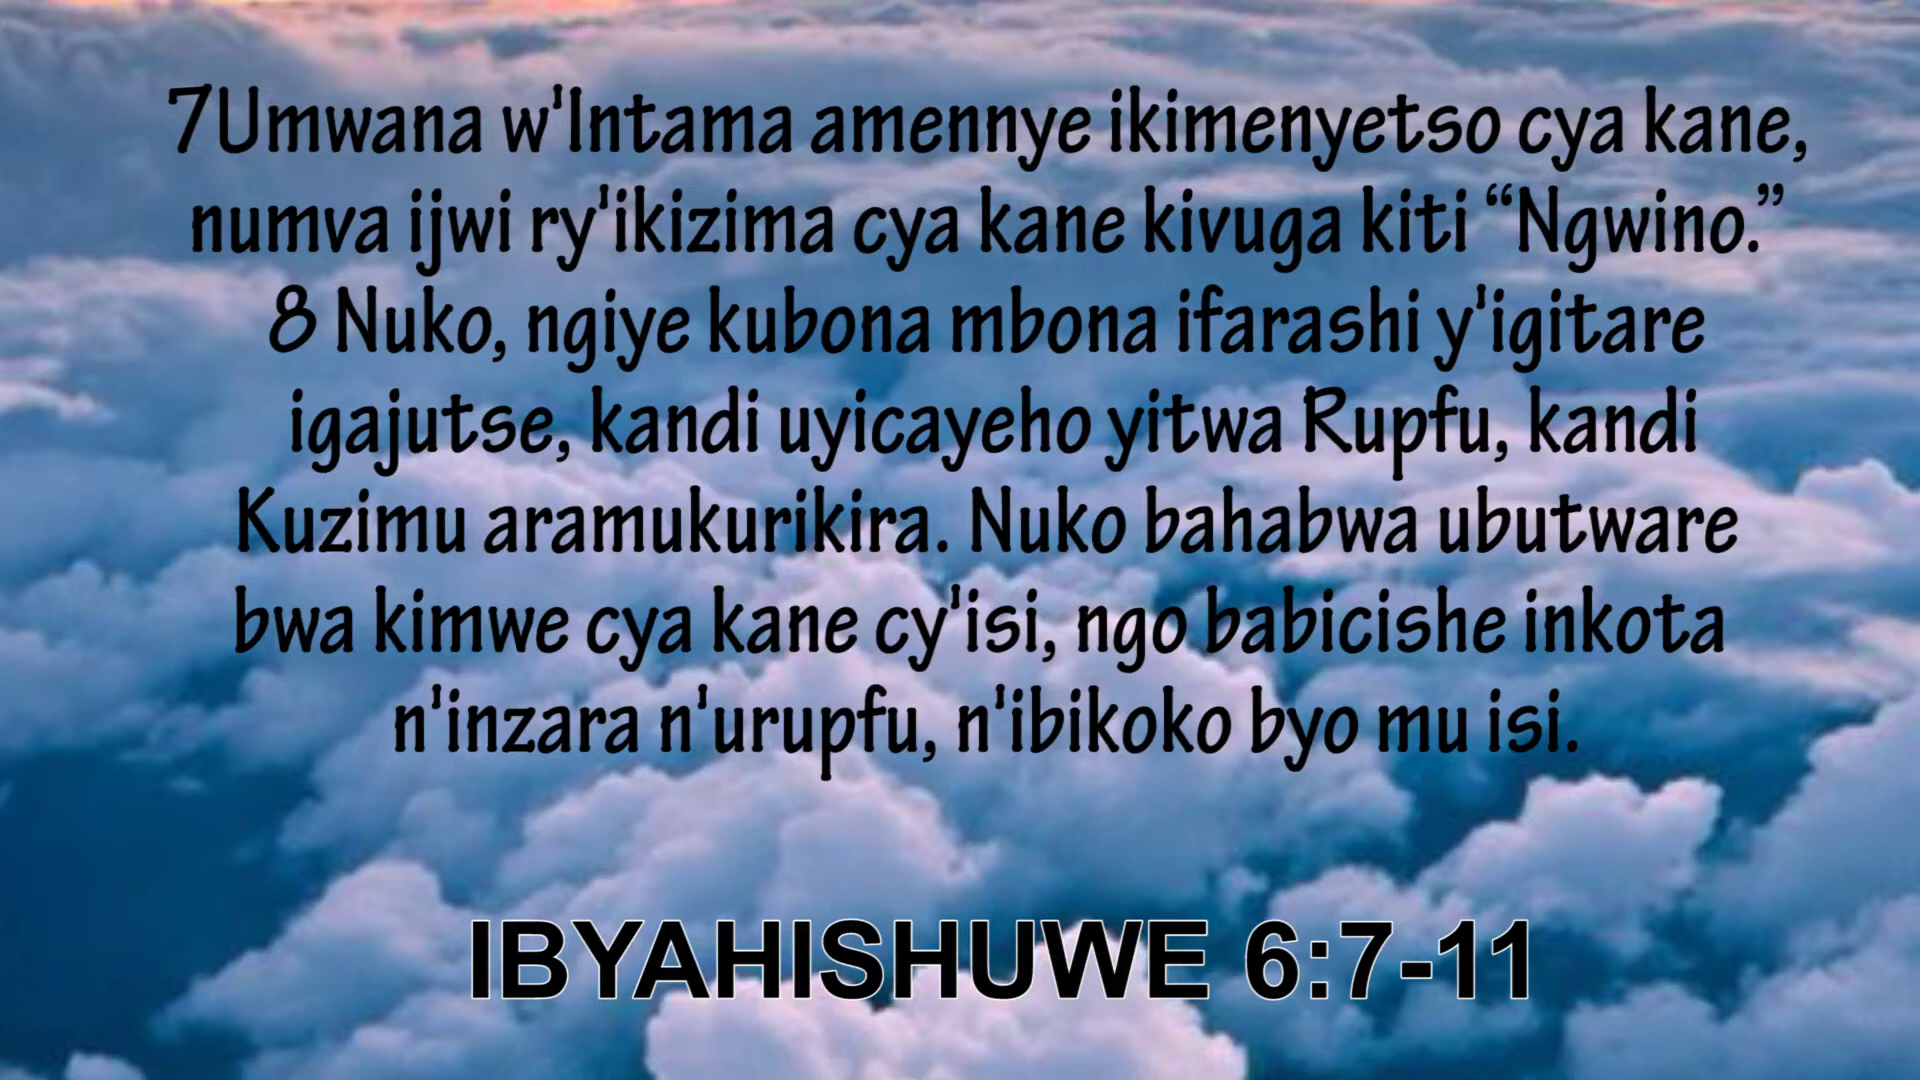 7Umwana w'Intama amennye ikimenyetso cya kane,
numva ijwi ry'ikizima cya kane kivuga kiti “Ngwino.”
8 Nuko, ngiye kubona mbona ifarashi y'igitare
igajutse, kandi uyicayeho yitwa Rupfu, kandi
Kuzimu aramukurikira. Nuko bahabwa ubutware
bwa kimwe cya kane cy'isi, ngo babicishe inkota
n'inzara n'urupfu, n'ibikoko byo mu isi.
IBYAHISHUWE 6:7-11